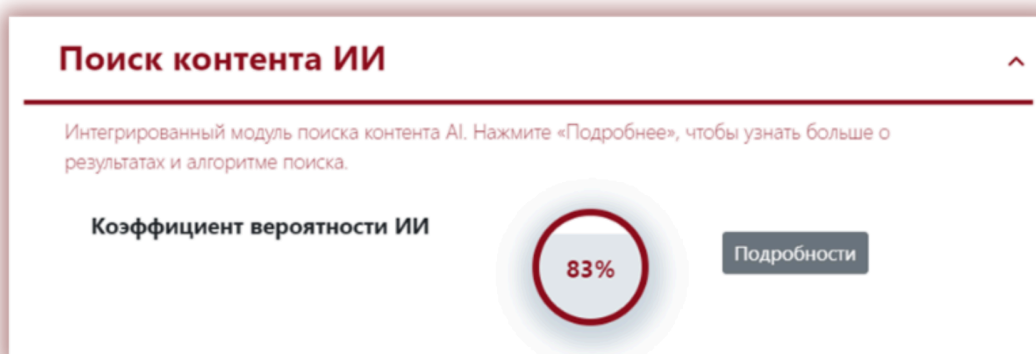 Поиск контента ИИ
Интегрированный модуль поиска контента AI. Нажмите «Подробнее», чтобы узнать больше о
результатах и алгоритме поиска.
Коэффициент вероятности ИИ
83%
Подробности